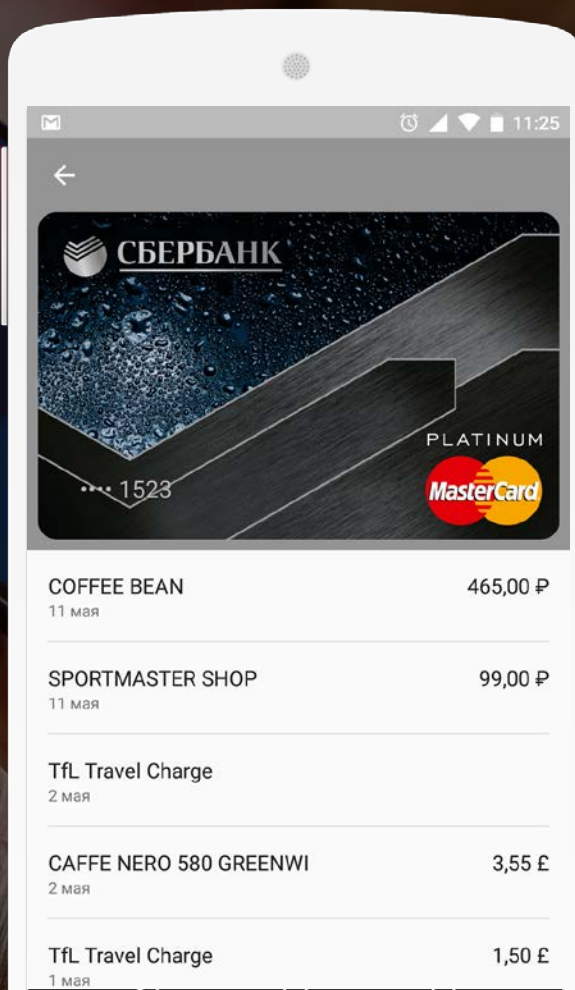 11:25
СБЕРБАНК
PLATINUM
•••• 1523
MasterCard
COFFEE BEAN 465,00 ₽
11 мая
SPORTMASTER SHOP 99,00 ₽
11 мая
TfL Travel Charge
2 мая
CAFFE NERO 580 GREENWI 3,55 £
2 мая
TfL Travel Charge 1,50 £
1 мая